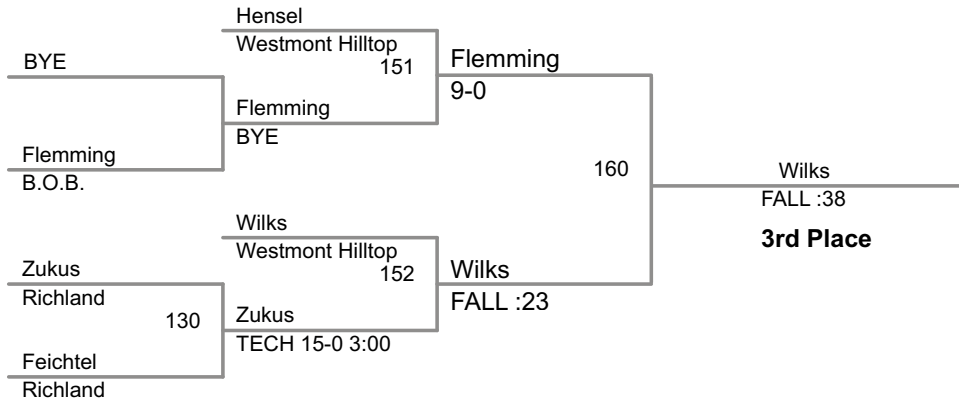 Hensel
Westmont Hilltop
BYE
151
Flemming
9-0
Flemming
BYE
Flemming
B.O.B.
160
Wilks
FALL :38
3rd Place
Wilks
Westmont Hilltop
Zukus
Richland
152
Wilks
FALL :23
130
Zukus
TECH 15-0 3:00
Feichtel
Richland